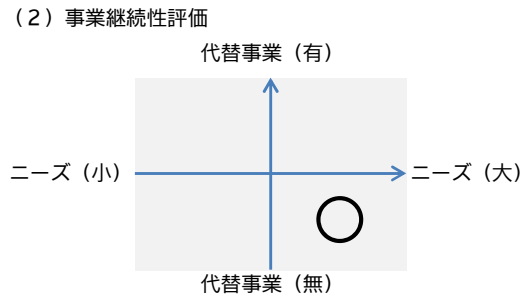 （２）事業継続性評価
代替事業（有）
ニーズ（小）
ニーズ（大）
代替事業（無）